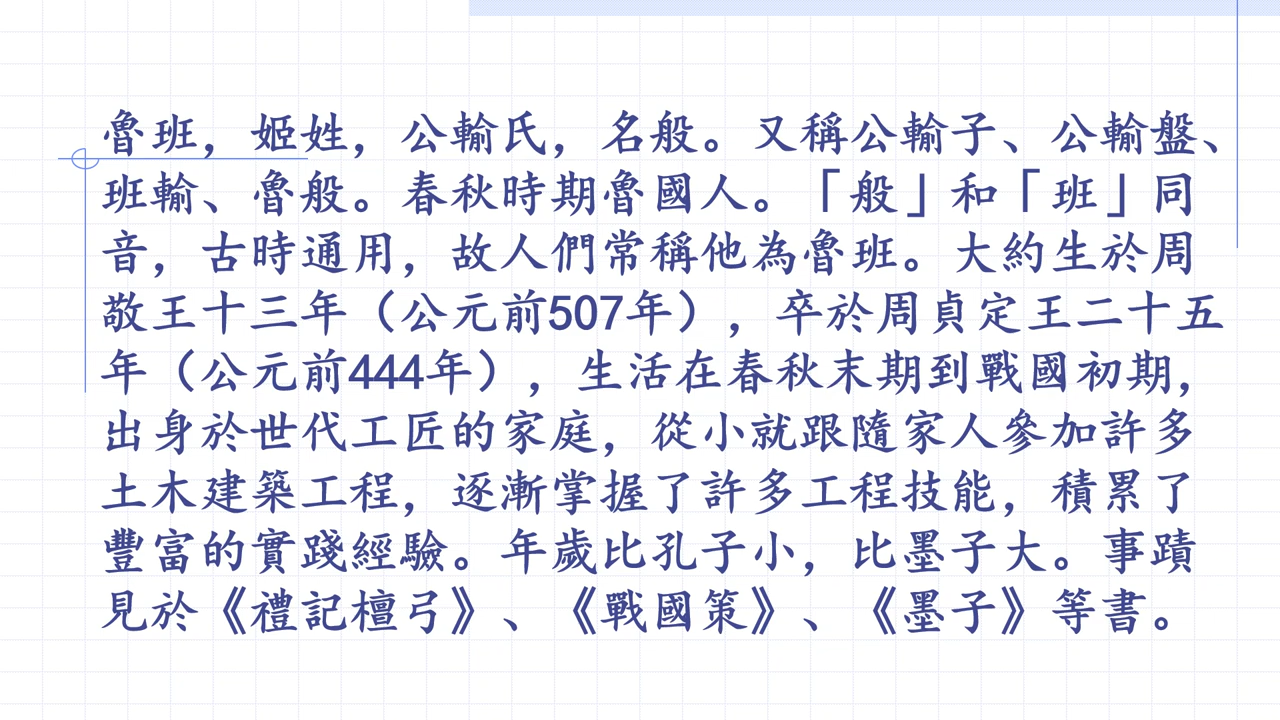 魯班，姬姓，公輸氏，名般。又稱公輸子、公輸盤、
班輸、魯般。春秋時期魯國人。「般」和「班」同
音，古時通用，故人們常稱他為魯班。大約生於周
敬王十三年（公元前507年），卒於周貞定王二十五
年（公元前444年），生活在春秋末期到戰國初期，
出身於世代工匠的家庭，從小就跟隨家人參加許多
土木建築工程，逐漸掌握了許多工程技能，積累了
豐富的實踐經驗。年歲比孔子小，比墨子大。事蹟
見於《禮記檀弓》、《戰國策》、《墨子》等書。